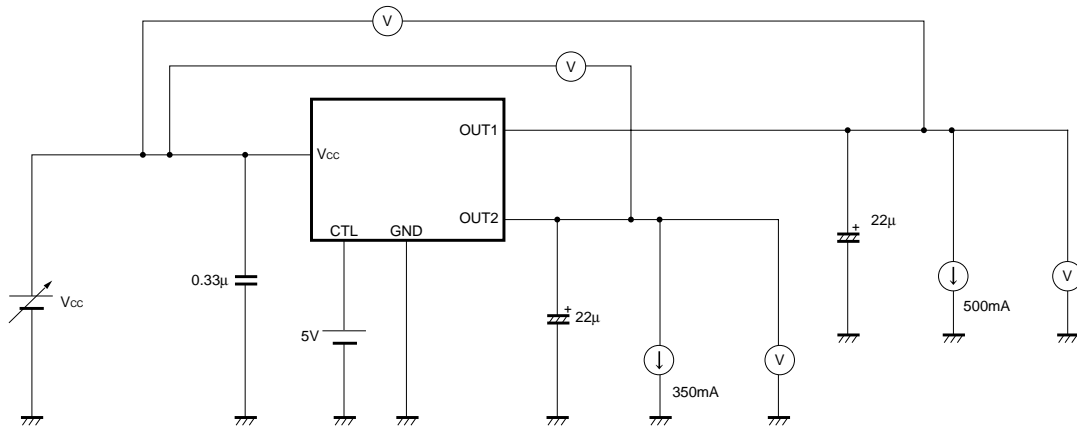 V
V
OUT1
Vcc
OUT2
22μ
CTL
GND
0.33μ
V
Vcc
500mA
22μ
5V
V
350mA